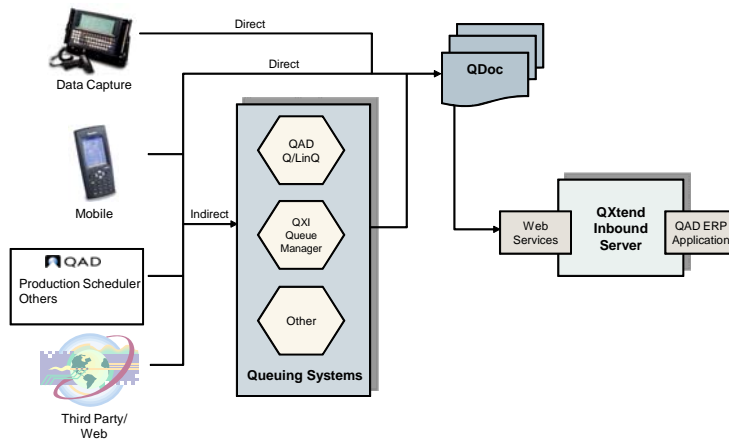 Direct
Data Capture
Direct
QDoc
Mobile
Indirect
QAD
Q/LinQ
QXI
Queue
Manager
Other
Queuing Systems
QAD
Production Scheduler
Others
Third Party/
Web
Web
Services
QXtend
Inbound
Server
QAD ERP
Application